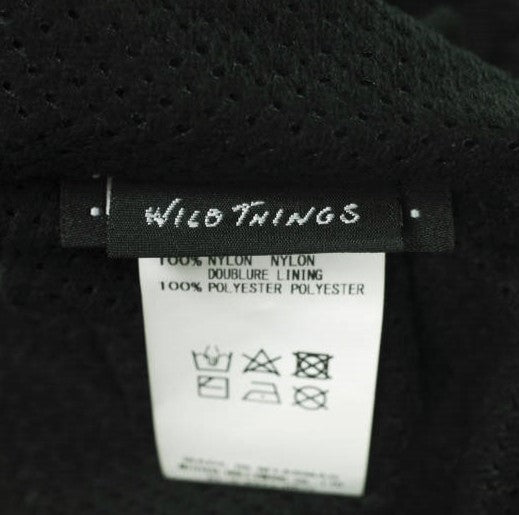 WILD THINGS
100% NYLON NYLON
DOUBLURE LINING
100% POLYESTER POLYESTER